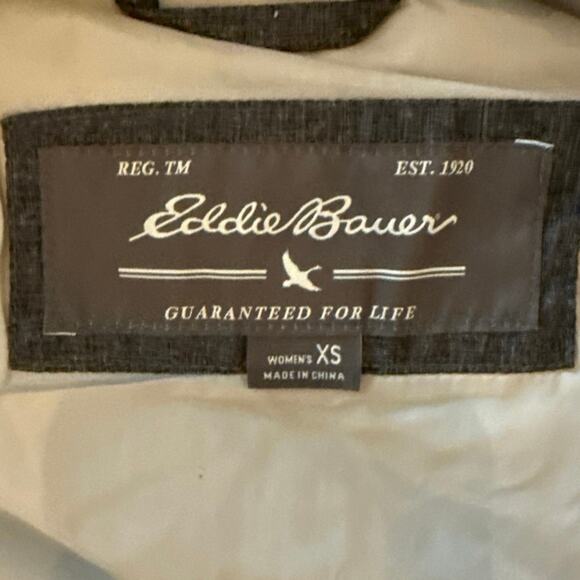 REG. TM EST. 1920
Eddie Bauer
GUARANTEED FOR LIFE
WOMEN'S XS
MADE IN CHINA